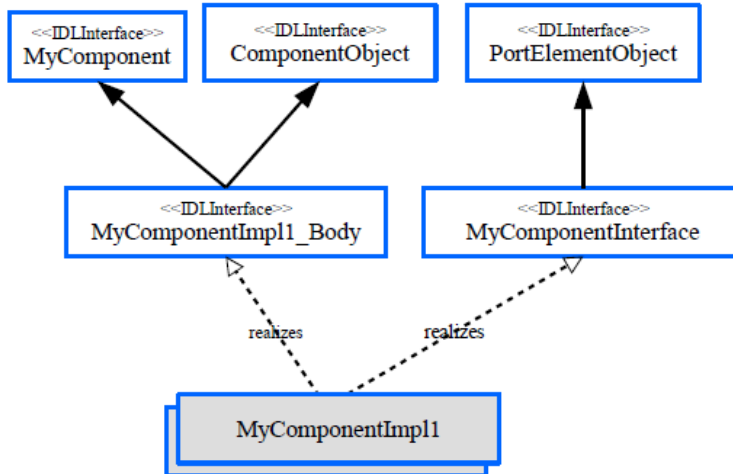 <<IDLInterface>>
MyComponent
<<IDLInterface>>
ComponentObject
<<IDLInterface>>
PortElementObject
<<IDLInterface>>
MyComponentImpl1_Body
<<IDLInterface>>
MyComponentInterface
realizes
realizes
MyComponentImpl1